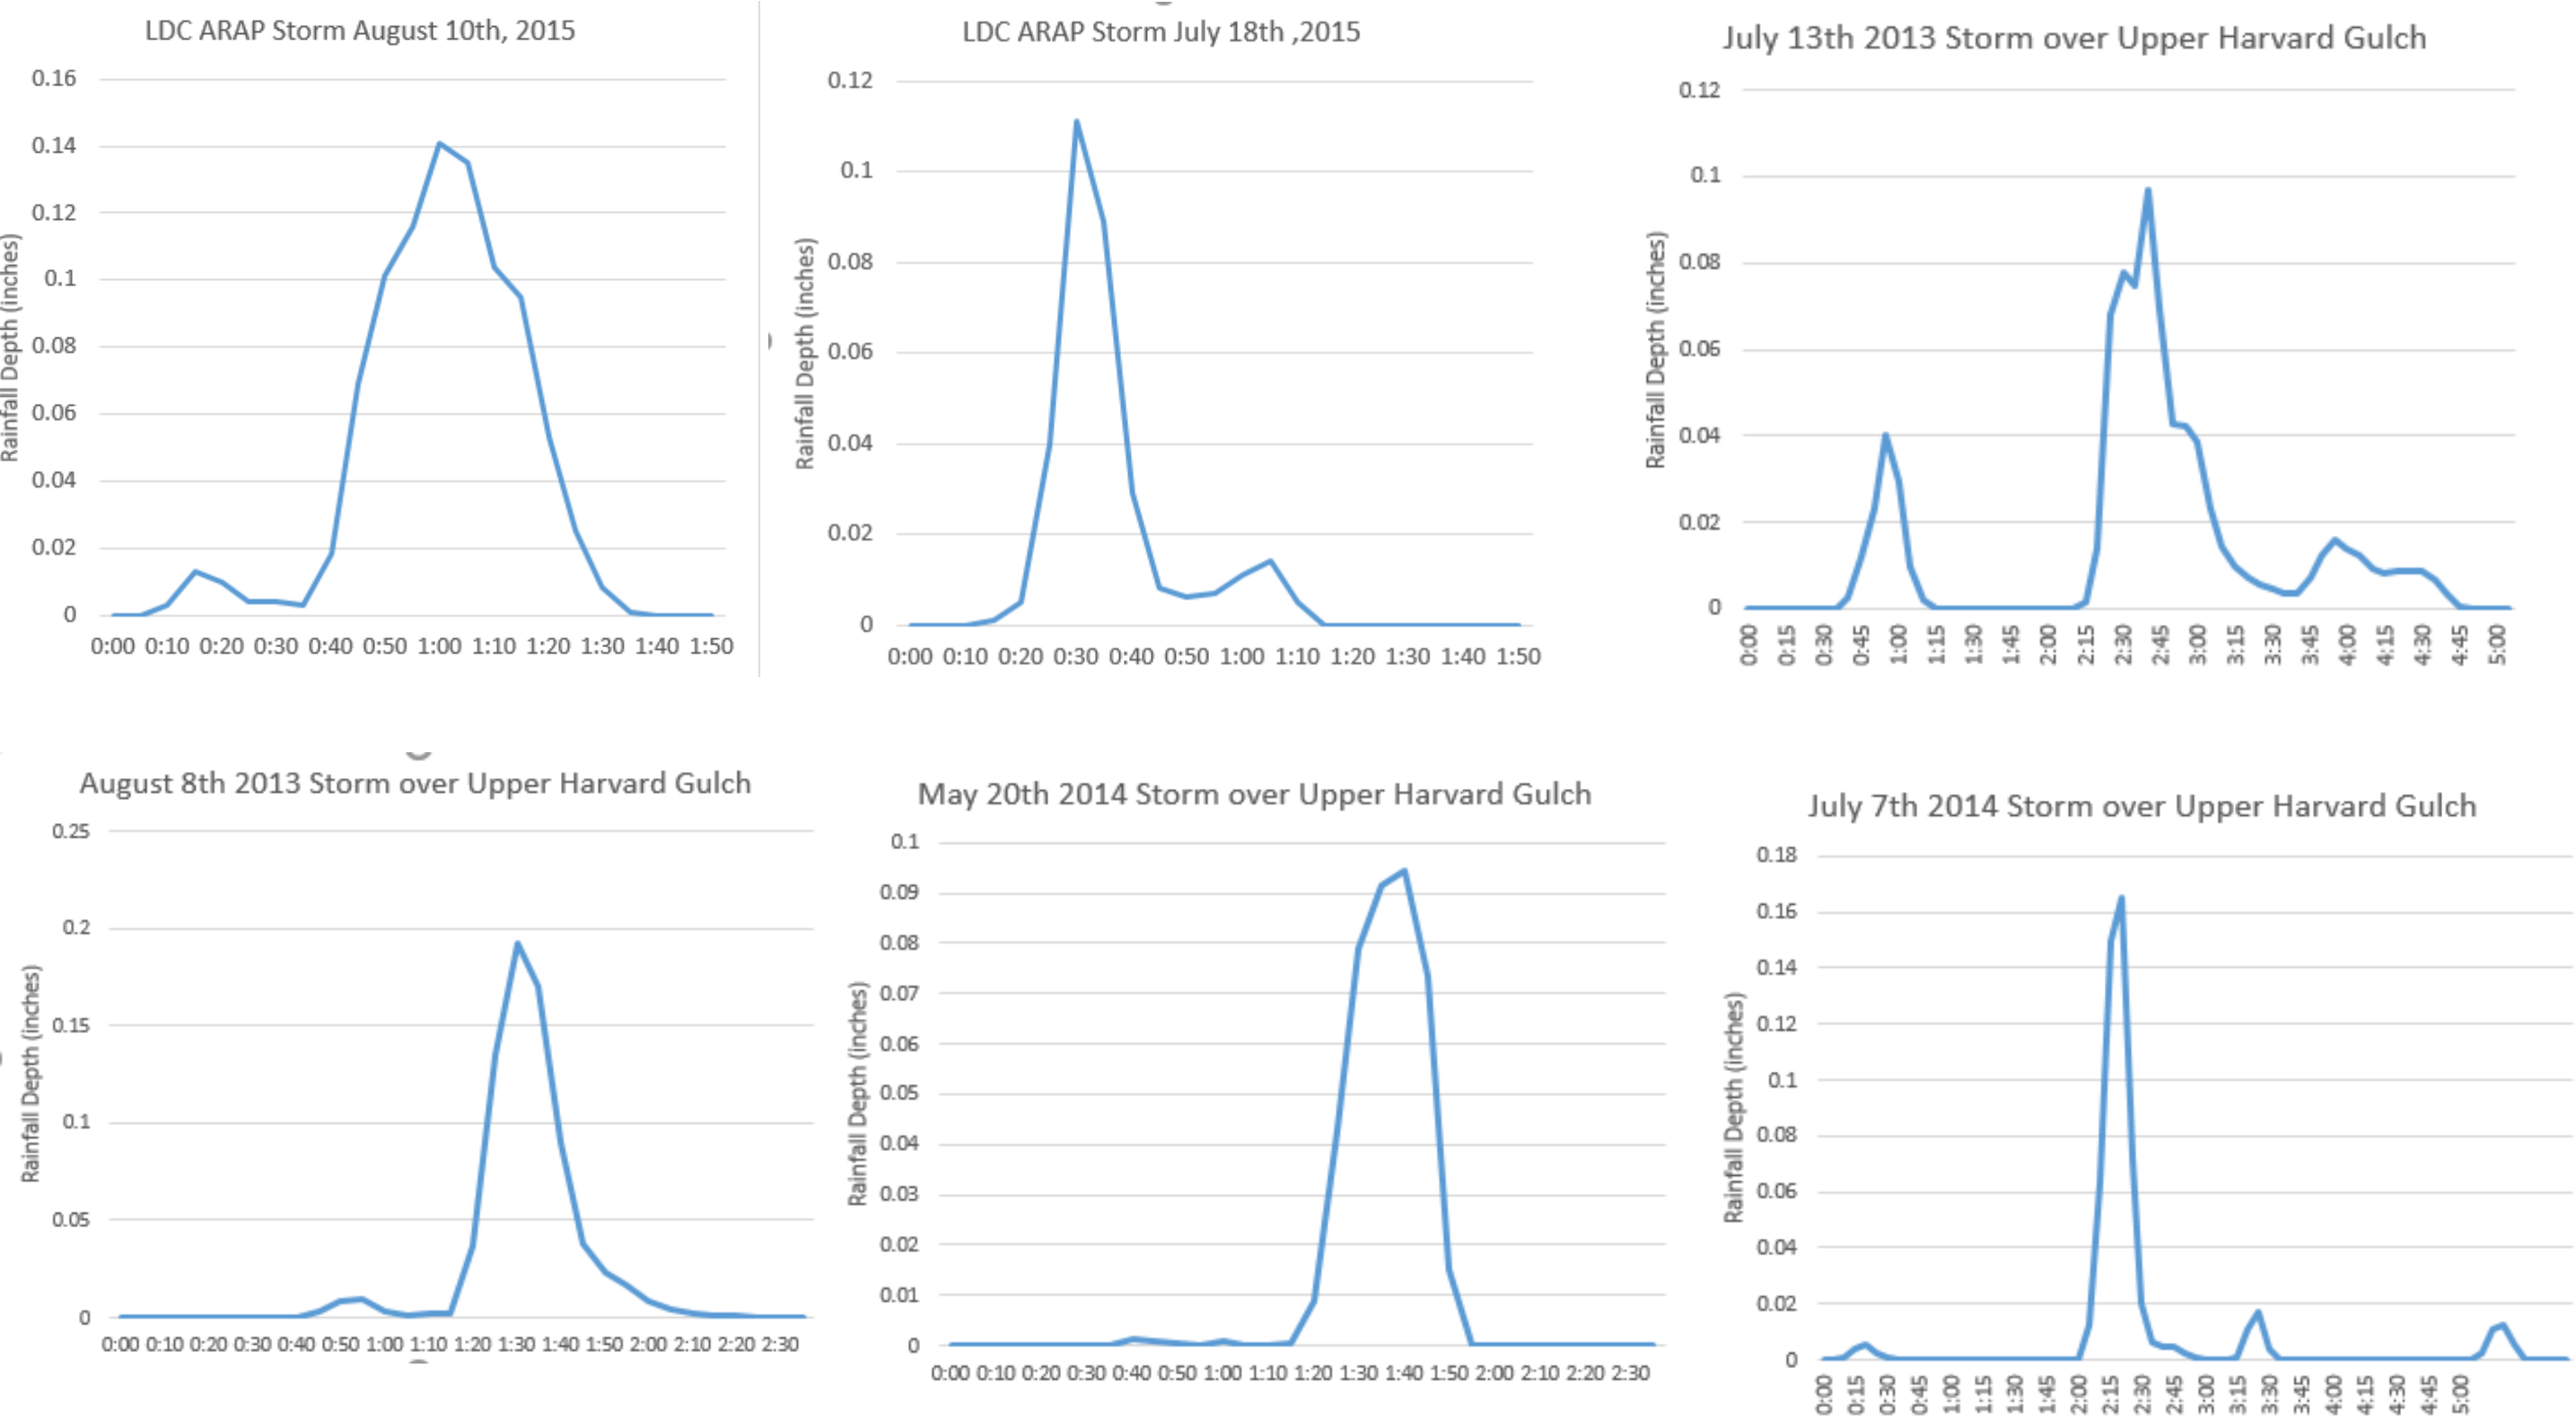 LDC ARAP Storm August 10th, 2015
0.16
0.14
0.12
0.1
0.08
0.06
0.04
0.02
0
Rainfall Depth (inches)
0:00 0:10 0:20 0:30 0:40 0:50 1:00 1:10 1:20 1:30 1:40 1:50
LDC ARAP Storm July 18th ,2015
0.12
0.1
0.08
0.06
0.04
0.02
0
Rainfall Depth (inches)
0:00 0:10 0:20 0:30 0:40 0:50 1:00 1:10 1:20 1:30 1:40 1:50
July 13th 2013 Storm over Upper Harvard Gulch
0.12
0.1
0.08
0.06
0.04
0.02
0
Rainfall Depth (inches)
0:00 0:15 0:30 0:45 1:00 1:15 1:30 1:45 2:00 2:15 2:30 2:45 3:00 3:15 3:30 3:45 4:00 4:15 4:30 4:45 5:00
August 8th 2013 Storm over Upper Harvard Gulch
0.25
0.2
0.15
0.1
0.05
0
Rainfall Depth (inches)
0:00 0:10 0:20 0:30 0:40 0:50 1:00 1:10 1:20 1:30 1:40 1:50 2:00 2:10 2:20 2:30
May 20th 2014 Storm over Upper Harvard Gulch
0.1
0.09
0.08
0.07
0.06
0.05
0.04
0.03
0.02
0.01
0
Rainfall Depth (inches)
0:00 0:10 0:20 0:30 0:40 0:50 1:00 1:10 1:20 1:30 1:40 1:50 2:00 2:10 2:20 2:30
July 7th 2014 Storm over Upper Harvard Gulch
0.18
0.16
0.14
0.12
0.1
0.08
0.06
0.04
0.02
0
Rainfall Depth (inches)
0:00 0:15 0:30 0:45 1:00 1:15 1:30 1:45 2:00 2:15 2:30 2:45 3:00 3:15 3:30 3:45 4:00 4:15 4:30 4:45 5:00